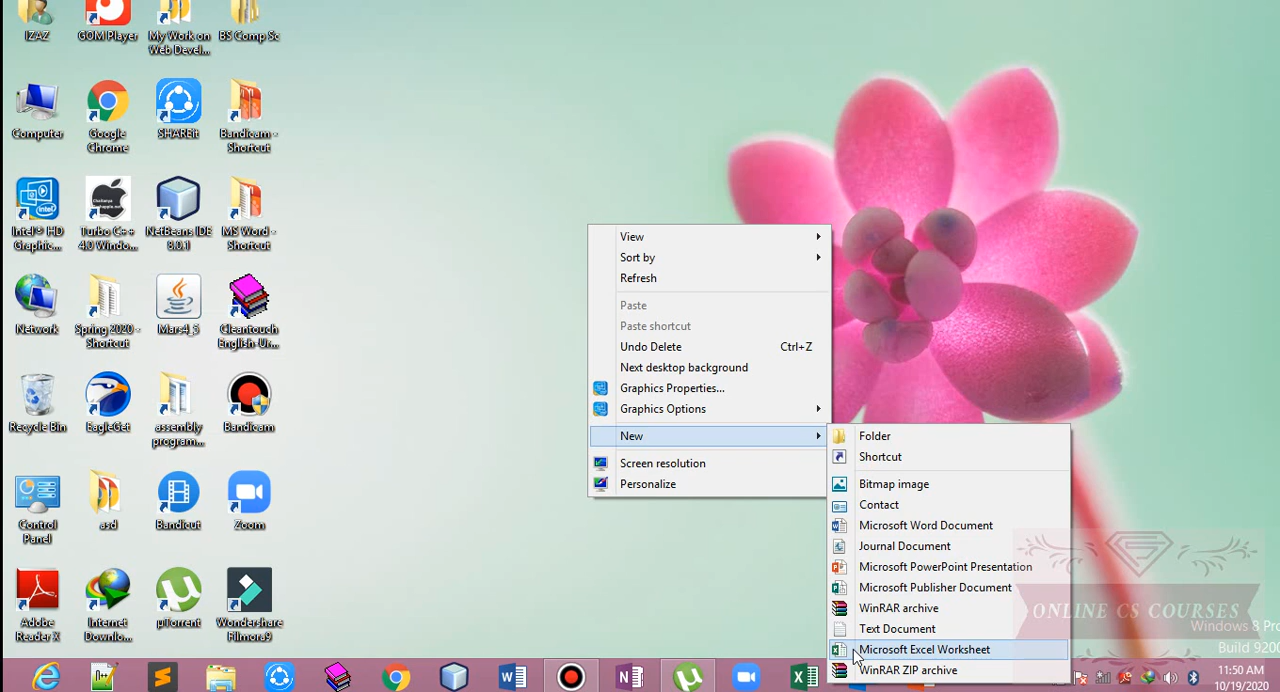 IZAZ
GOM Player
My Work on
Web Devel...
BS Comp Sc
Computer
Google
Chrome
SHAREit
Bandicam -
Shortcut
Intel® HD
Graphic...
Turbo C++
4.0 Windo...
NetBeans IDE
8.0.1
MS Word -
Shortcut
Network
Spring 2020 -
Shortcut
Mars4_5
Cleantouch
English-Ur...
Recycle Bin
EagleGet
assembly
program...
Bandicam
Control
Panel
asd
Bandicut
Zoom
Adobe
Reader X
Internet
Downlo...
µTorrent
Wondershare
Filmora9
View
Sort by
Refresh
Paste
Paste shortcut
Undo Delete Ctrl+Z
Next desktop background
Graphics Properties...
Graphics Options
New
Screen resolution
Personalize
Folder
Shortcut
Bitmap image
Contact
Microsoft Word Document
Journal Document
Microsoft PowerPoint Presentation
Microsoft Publisher Document
WinRAR archive
Text Document
Microsoft Excel Worksheet
WinRAR ZIP archive
ONLINE CS COURSES
Windows 8 Pro
Build 9200
11:50 AM
10/19/2020